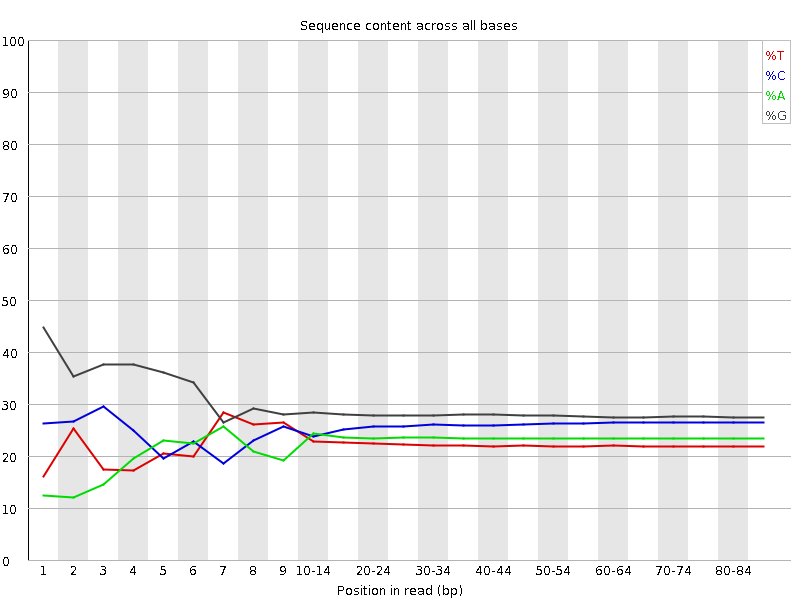 Sequence content across all bases
100
90
80
70
60
50
40
30
20
10
0
%T
%C
%A
%G
1 2 3 4 5 6 7 8 9 10-14 20-24 30-34 40-44 50-54 60-64 70-74 80-84
Position in read (bp)